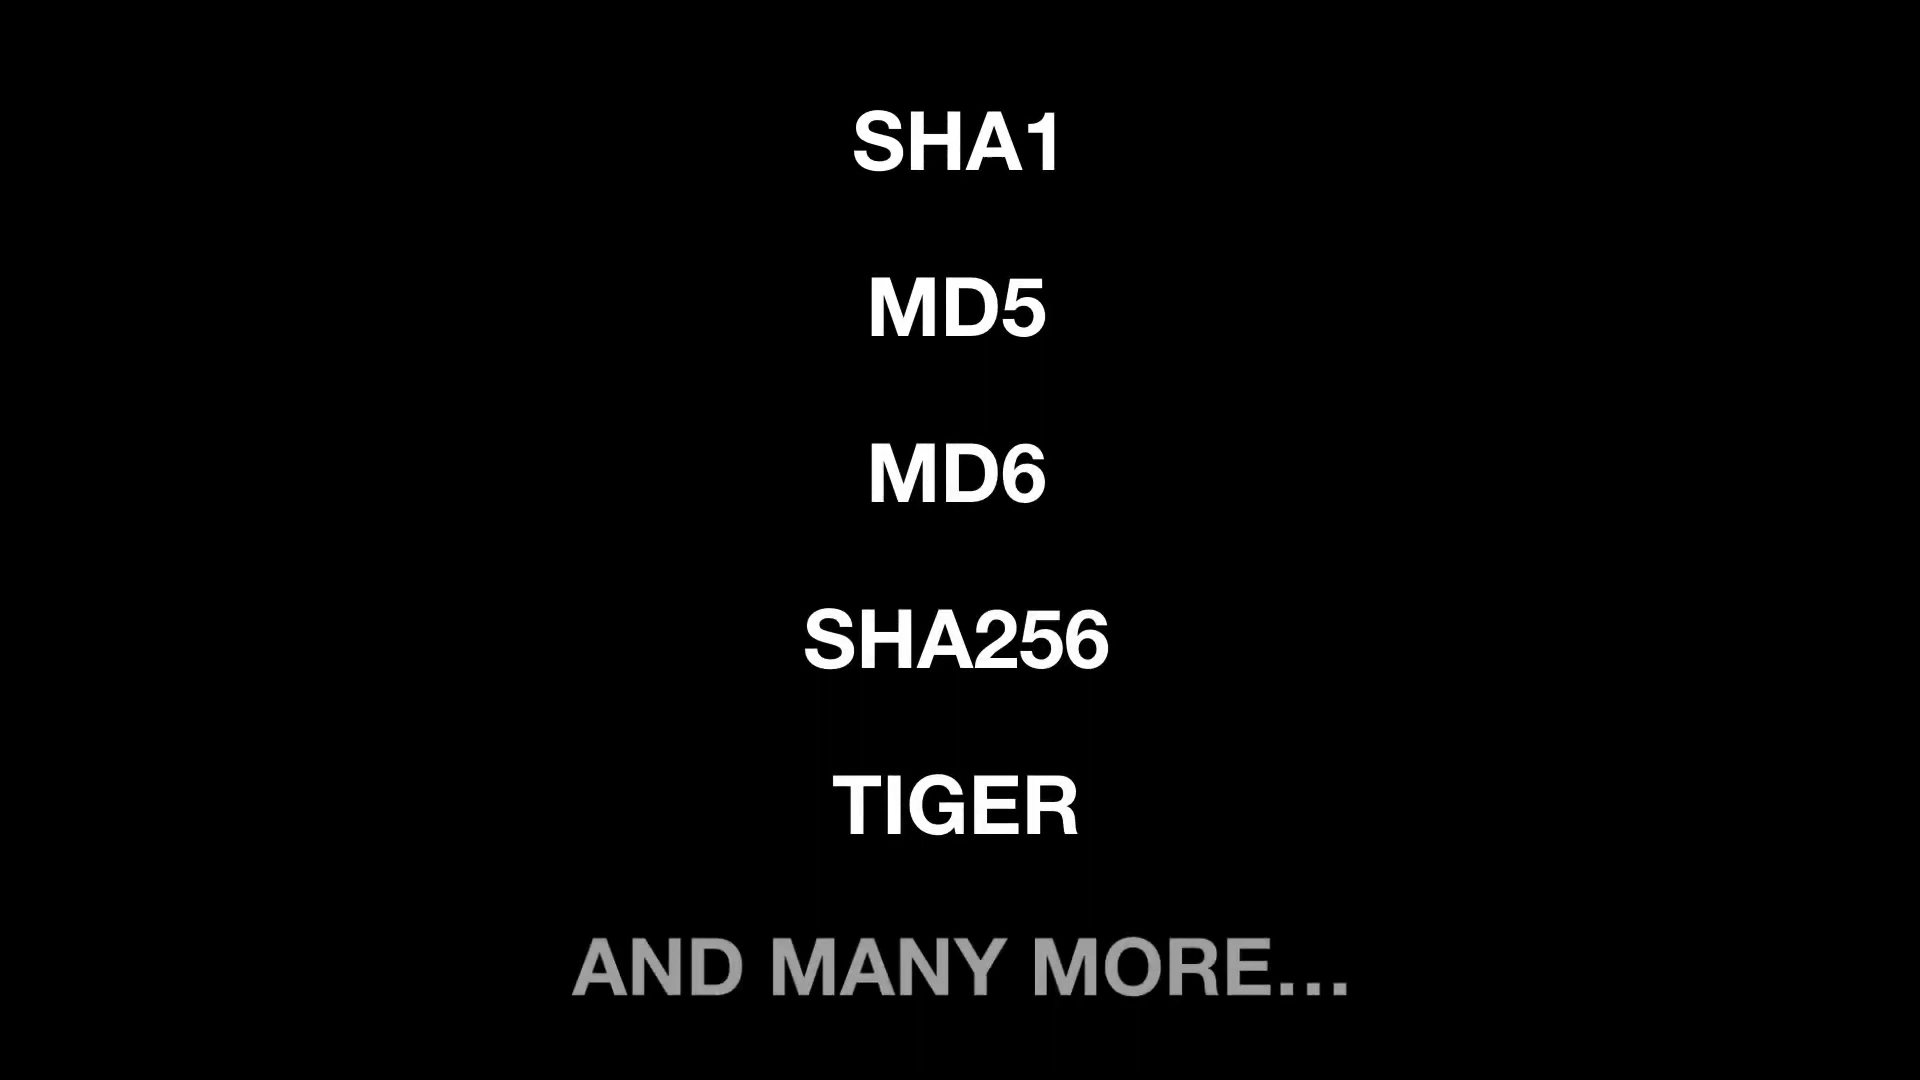 SHA1
MD5
MD6
SHA256
TIGER
AND MANY MORE...